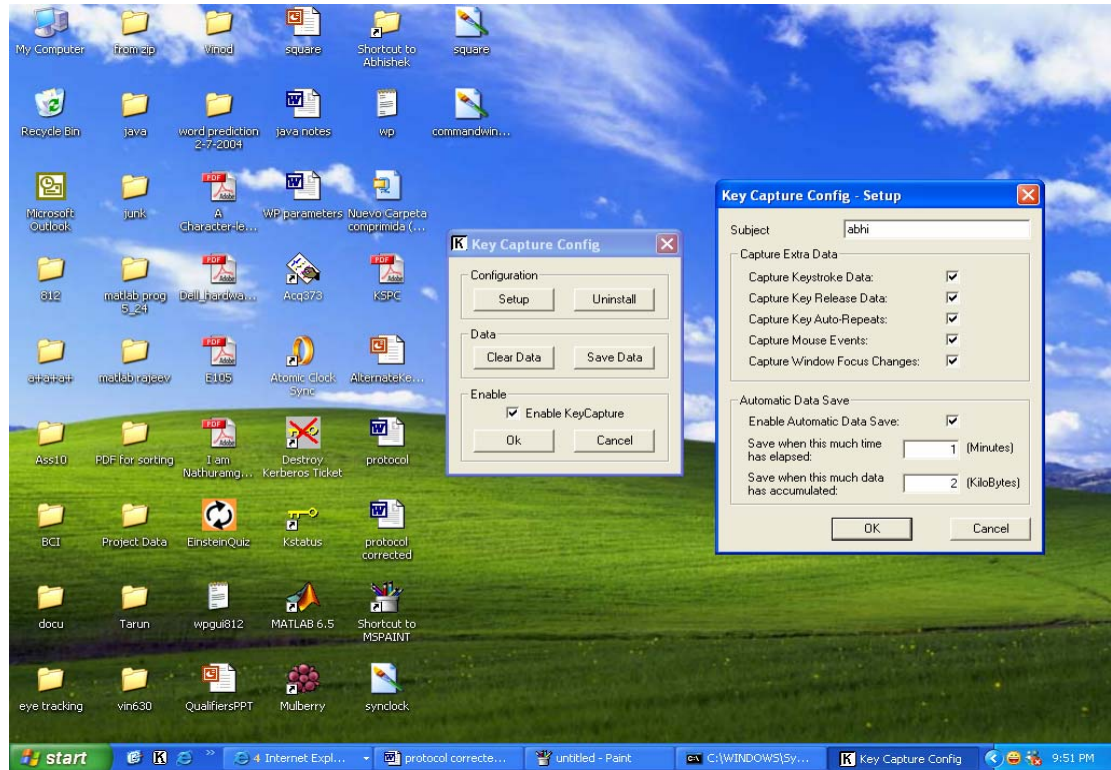 My Computer
from zip
Vinod
square
Shortcut to
Abhishek
square
Recycle Bin
java
word prediction
2-7-2004
java notes
wp
commandwin...
Microsoft
Outlook
junk
A
Character-le...
WP parameters
Nuevo Carpeta
comprimida (...
812
matlab prog
5_24
Dell_hardwa...
Acq373
KSPC
a+a+a+
matlab rajeev
E105
Atomic Clock
Sync
AlternateKe...
Ass10
PDF for sorting
I am
Nathuramg...
Destroy
Kerberos Ticket
protocol
BCI
Project Data
EinsteinQuiz
Kstatus
protocol
corrected
docu
Tarun
wpgui812
MATLAB 6.5
Shortcut to
MSPAINT
eye tracking
vin630
QualifiersPPT
Mulberry
synclock
K Key Capture Config
Configuration
Setup
Uninstall
Data
Clear Data
Save Data
Enable
Enable KeyCapture
Ok
Cancel
Key Capture Config - Setup
Subject
abhi
Capture Extra Data
Capture Keystroke Data:
Capture Key Release Data:
Capture Key Auto-Repeats:
Capture Mouse Events:
Capture Window Focus Changes:
Automatic Data Save
Enable Automatic Data Save:
Save when this much time
has elapsed:
1 (Minutes)
Save when this much data
has accumulated:
2 (KiloBytes)
OK
Cancel
start
K
»
4 Internet Expl...
protocol correcte...
untitled - Paint
C:\WINDOWS\Sy...
K Key Capture Config
9:51 PM